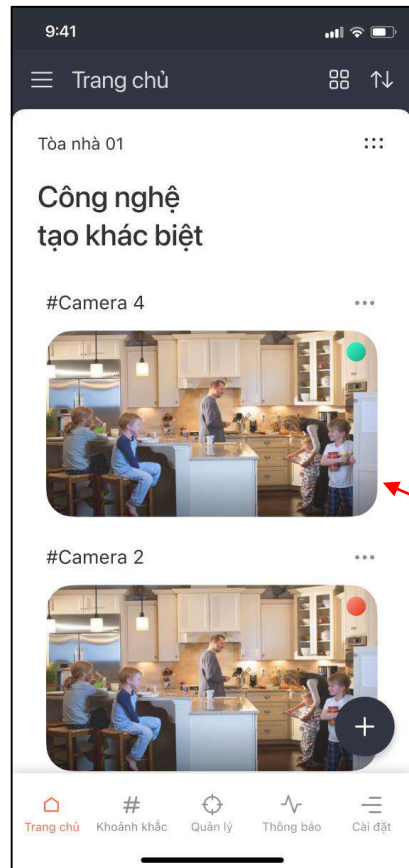 9:41
Trang chủ
Tòa nhà 01
Công nghệ
tạo khác biệt
#Camera 4
#Camera 2
Trang chủ
Khoảnh khắc
Quản lý
Thông báo
Cài đặt